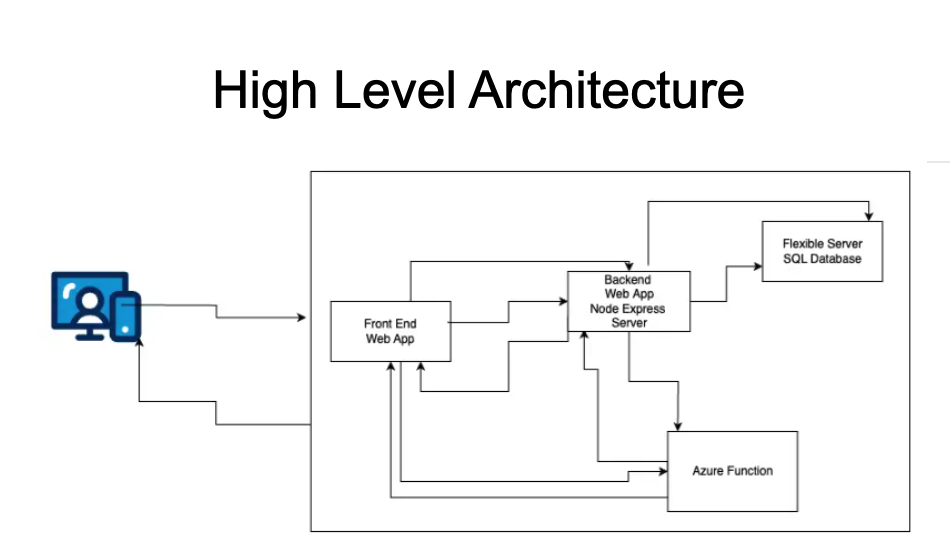 High Level Architecture
Flexible Server
SQL Database
Backend
Web App
Node Express
Server
Front End
Web App
Azure Function